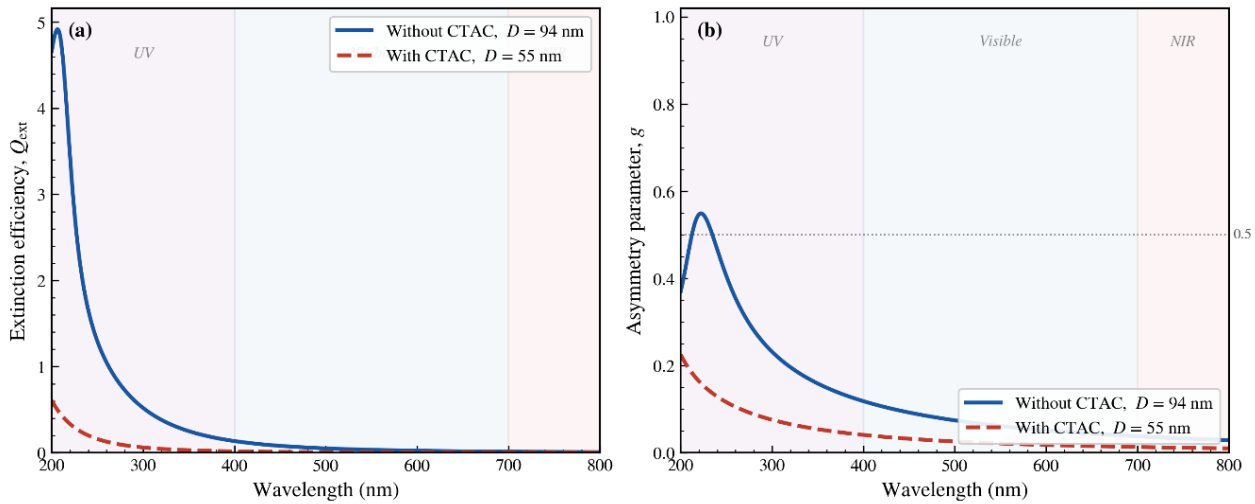 (a)
UV
Without CTAC, D = 94 nm
With CTAC, D = 55 nm
5
4
3
2
1
0
Extinction efficiency, Qext
200
300
400
500
600
700
800
Wavelength (nm)
(b)
UV
Visible
NIR
1.0
0.8
0.6
0.4
0.2
0.0
0.5
Asymmetry parameter, g
Without CTAC, D = 94 nm
With CTAC, D = 55 nm
200
300
400
500
600
700
800
Wavelength (nm)